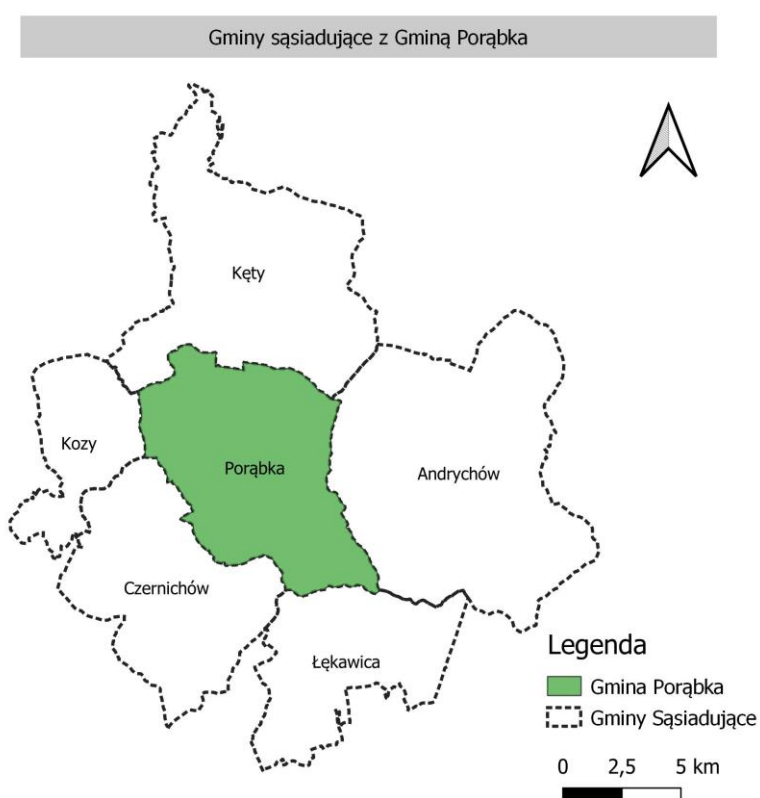 Gminy sąsiadujące z Gminą Porąbka
Kęty
Kozy
Porąbka
Andrychów
Czernichów
Łękawica
Legenda
Gmina Porąbka
Gminy Sąsiadujące
0 2,5 5 km